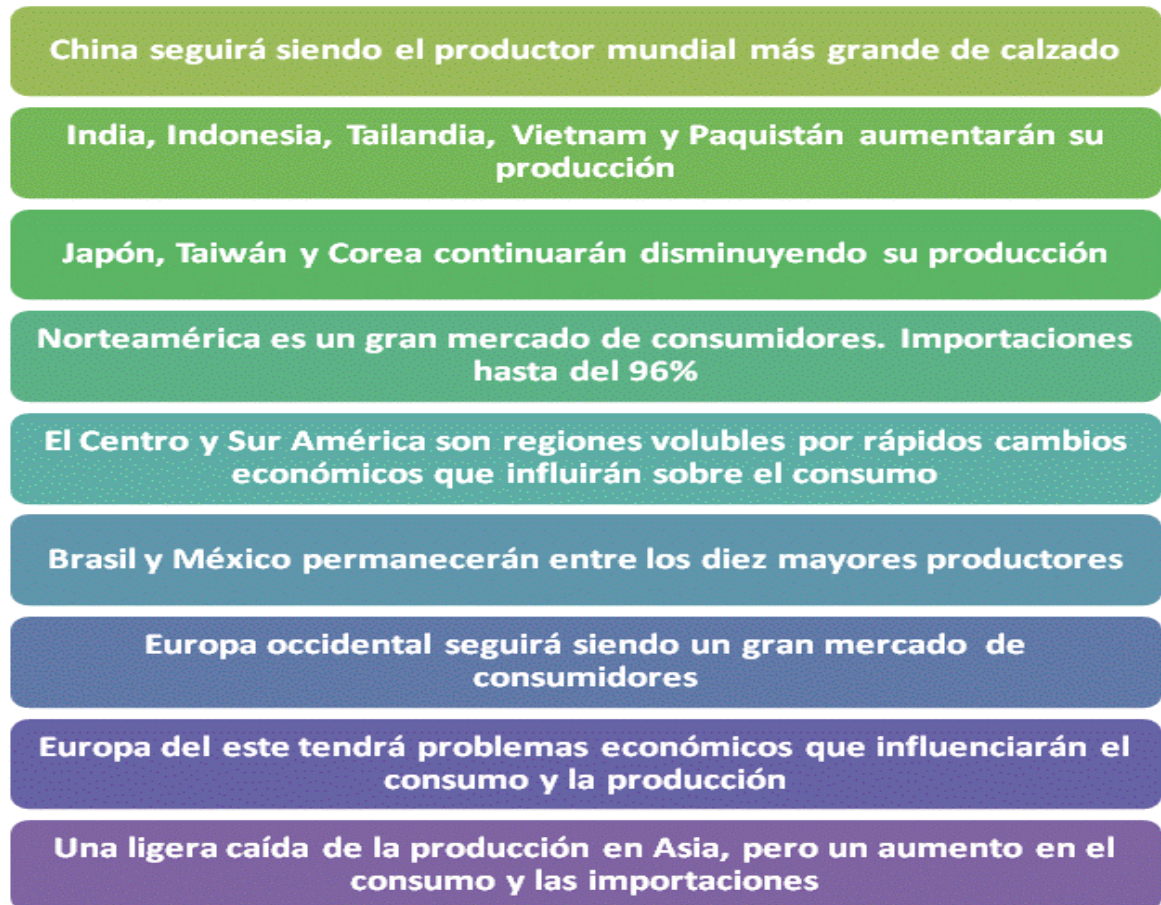 China seguirá siendo el productor mundial más grande de calzado
India, Indonesia, Tailandia, Vietnam y Paquistán aumentarán su
producción
Japón, Taiwán y Corea continuarán disminuyendo su producción
Norteamérica es un gran mercado de consumidores. Importaciones
hasta del 96%
El Centro y Sur América son regiones volubles por rápidos cambios
económicos que influirán sobre el consumo
Brasil y México permanecerán entre los diez mayores productores
Europa occidental seguirá siendo un gran mercado de
consumidores
Europa del este tendrá problemas económicos que influenciarán el
consumo y la producción
Una ligera caída de la producción en Asia, pero un aumento en el
consumo y las importaciones